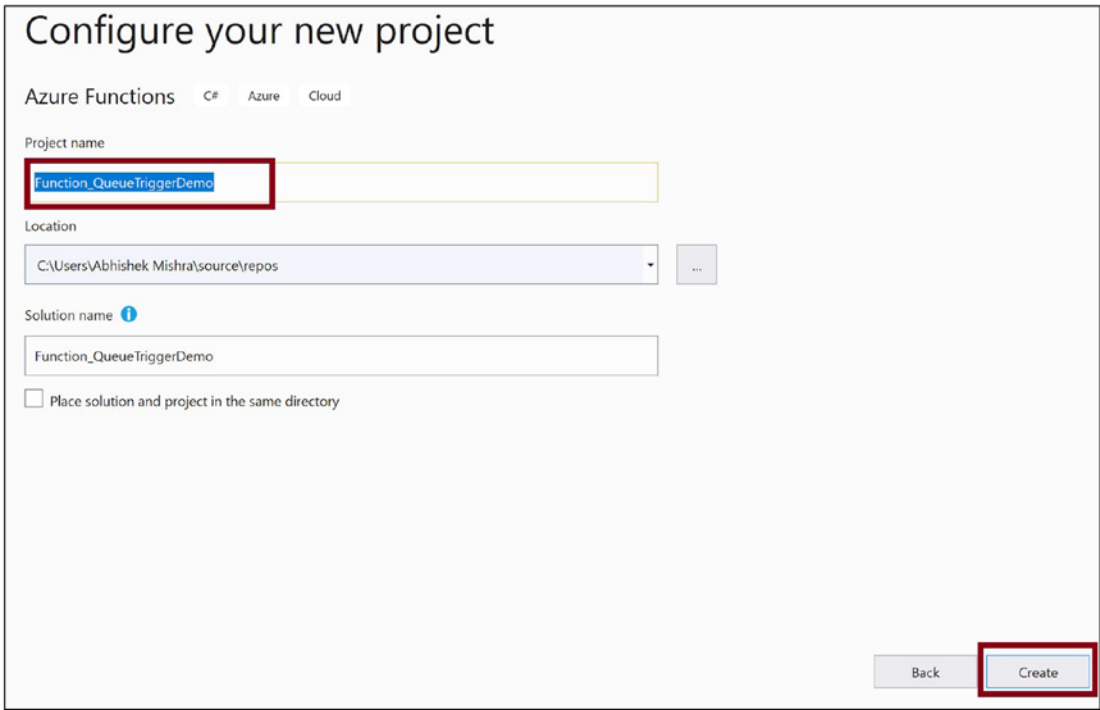 Configure your new project
Azure Functions C# Azure Cloud
Project name
Function_QueueTriggerDemo
Location
C:\Users\Abhishek Mishra\source\repos
...
Solution name
Function_QueueTriggerDemo
Place solution and project in the same directory
Back Create